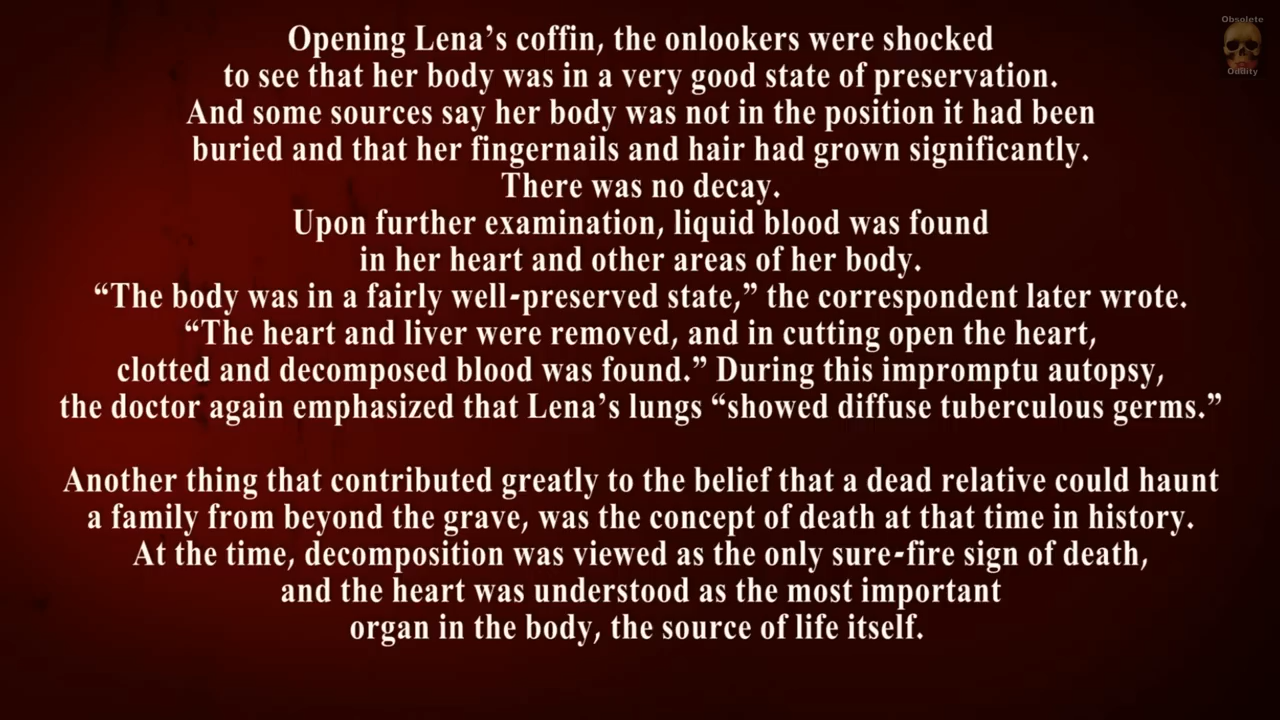 Obsolete
Oddity
Opening Lena’s coffin, the onlookers were shocked
to see that her body was in a very good state of preservation.
And some sources say her body was not in the position it had been
buried and that her fingernails and hair had grown significantly.
There was no decay.
Upon further examination, liquid blood was found
in her heart and other areas of her body.
“The body was in a fairly well-preserved state,” the correspondent later wrote.
“The heart and liver were removed, and in cutting open the heart,
clotted and decomposed blood was found.” During this impromptu autopsy,
the doctor again emphasized that Lena’s lungs “showed diffuse tuberculous germs.”
Another thing that contributed greatly to the belief that a dead relative could haunt
a family from beyond the grave, was the concept of death at that time in history.
At the time, decomposition was viewed as the only sure-fire sign of death,
and the heart was understood as the most important
organ in the body, the source of life itself.